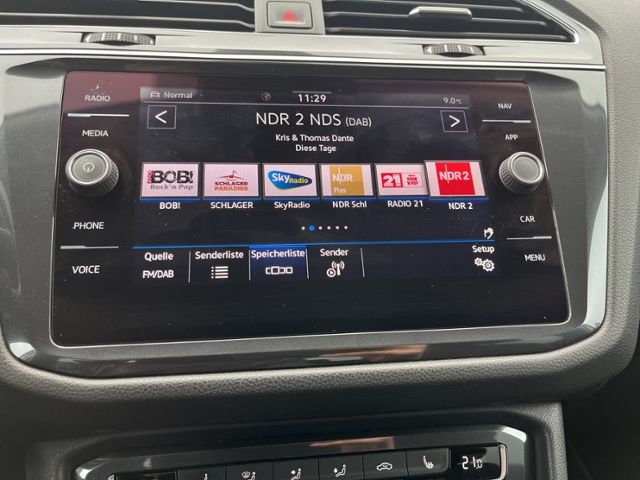 RADIO
MEDIA
PHONE
VOICE
Normal
11:29
9.0°C
< >
NDR 2 NDS (DAB)
Kris & Thomas Dante
Diese Tage
BOB!
Rock'n Pop
SCHLAGER
PARADIES
Sky Radio
NDR
Plus
21
NDR 2
BOB!
SCHLAGER
SkyRadio
NDR Schl
RADIO 21
NDR 2
Quelle
FM/DAB
Senderliste
Speicherliste
Sender
Setup
NAV
APP
CAR
MENU
21.0